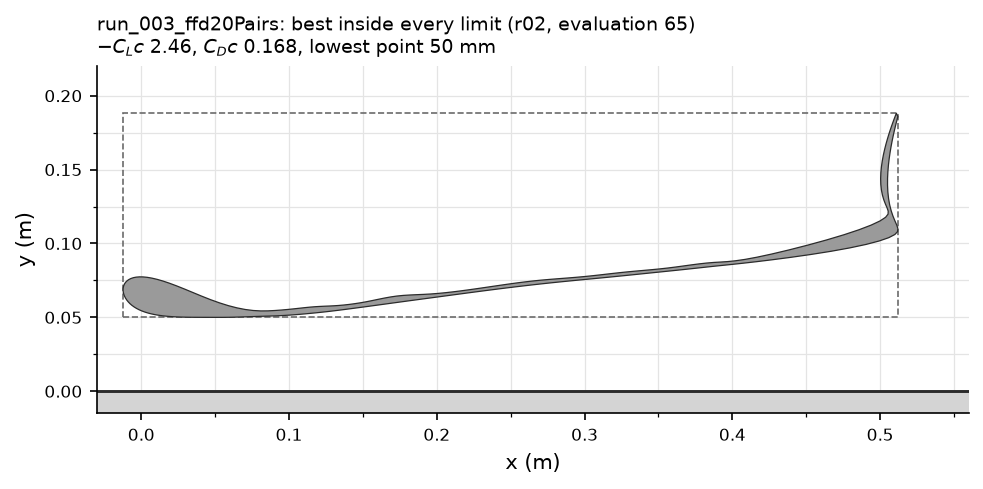 run_003_ffd20Pairs: best inside every limit (r02, evaluation 65)
−C_Lc 2.46, C_Dc 0.168, lowest point 50 mm
0.20
0.15
0.10
0.05
0.00
y (m)
0.0 0.1 0.2 0.3 0.4 0.5
x (m)